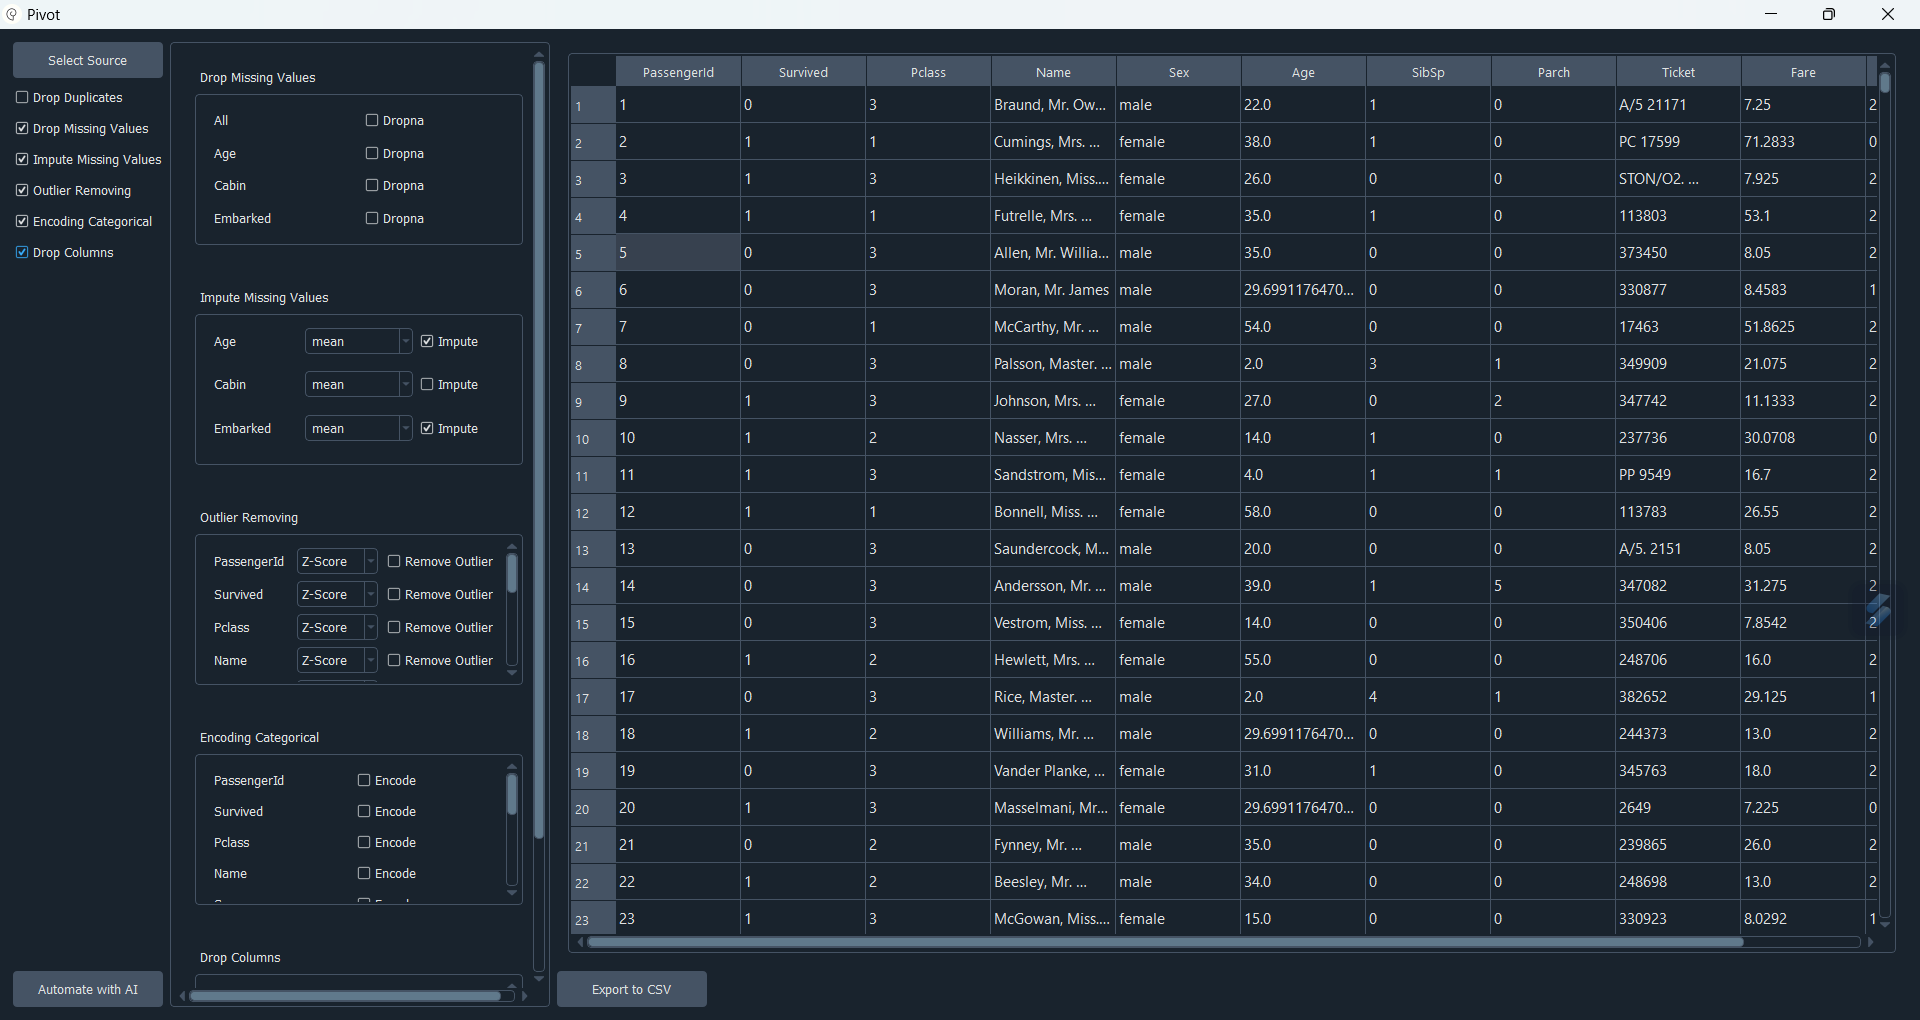 Pivot
Select Source
Drop Duplicates
Drop Missing Values
Impute Missing Values
Outlier Removing
Encoding Categorical
Drop Columns
Automate with AI
Drop Missing Values
All Dropna
Age Dropna
Cabin Dropna
Embarked Dropna
Impute Missing Values
Age mean Impute
Cabin mean Impute
Embarked mean Impute
Outlier Removing
PassengerId Z-Score Remove Outlier
Survived Z-Score Remove Outlier
Pclass Z-Score Remove Outlier
Name Z-Score Remove Outlier
Encoding Categorical
PassengerId Encode
Survived Encode
Pclass Encode
Name Encode
Drop Columns
PassengerId Survived Pclass Name Sex Age SibSp Parch Ticket Fare
1 1 0 3 Braund, Mr. Ow... male 22.0 1 0 A/5 21171 7.25 2
2 2 1 1 Cumings, Mrs. ... female 38.0 1 0 PC 17599 71.2833 0
3 3 1 3 Heikkinen, Miss.... female 26.0 0 0 STON/O2. ... 7.925 2
4 4 1 1 Futrelle, Mrs. ... female 35.0 1 0 113803 53.1 2
5 5 0 3 Allen, Mr. Willia... male 35.0 0 0 373450 8.05 2
6 6 0 3 Moran, Mr. James male 29.6991176470... 0 0 330877 8.4583 1
7 7 0 1 McCarthy, Mr. ... male 54.0 0 0 17463 51.8625 2
8 8 0 3 Palsson, Master. ... male 2.0 3 1 349909 21.075 2
9 9 1 3 Johnson, Mrs. ... female 27.0 0 2 347742 11.1333 2
10 10 1 2 Nasser, Mrs. ... female 14.0 1 0 237736 30.0708 0
11 11 1 3 Sandstrom, Mis... female 4.0 1 1 PP 9549 16.7 2
12 12 1 1 Bonnell, Miss. ... female 58.0 0 0 113783 26.55 2
13 13 0 3 Saundercock, M... male 20.0 0 0 A/5. 2151 8.05 2
14 14 0 3 Andersson, Mr. ... male 39.0 1 5 347082 31.275 2
15 15 0 3 Vestrom, Miss. ... female 14.0 0 0 350406 7.8542 2
16 16 1 2 Hewlett, Mrs. ... female 55.0 0 0 248706 16.0 2
17 17 0 3 Rice, Master. ... male 2.0 4 1 382652 29.125 1
18 18 1 2 Williams, Mr. ... male 29.6991176470... 0 0 244373 13.0 2
19 19 0 3 Vander Planke, ... female 31.0 1 0 345763 18.0 2
20 20 1 3 Masselmani, Mr... female 29.6991176470... 0 0 2649 7.225 0
21 21 0 2 Fynney, Mr. ... male 35.0 0 0 239865 26.0 2
22 22 1 2 Beesley, Mr. ... male 34.0 0 0 248698 13.0 2
23 23 1 3 McGowan, Miss.... female 15.0 0 0 330923 8.0292 1
Export to CSV